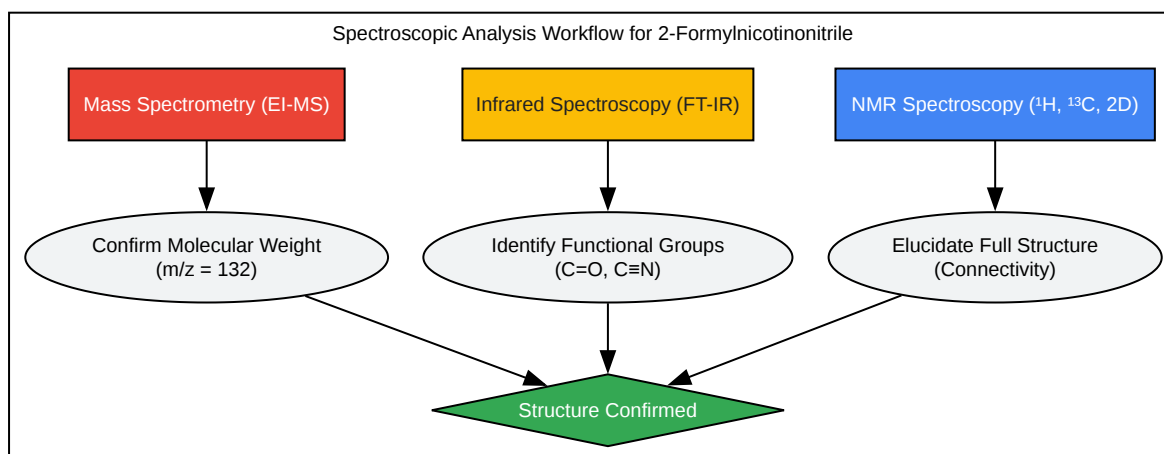 Spectroscopic Analysis Workflow for 2-Formylnicotinonitrile
Mass Spectrometry (EI-MS)
Infrared Spectroscopy (FT-IR)
NMR Spectroscopy (¹H, ¹³C, 2D)
Confirm Molecular Weight
(m/z = 132)
Identify Functional Groups
(C=O, C≡N)
Elucidate Full Structure
(Connectivity)
Structure Confirmed